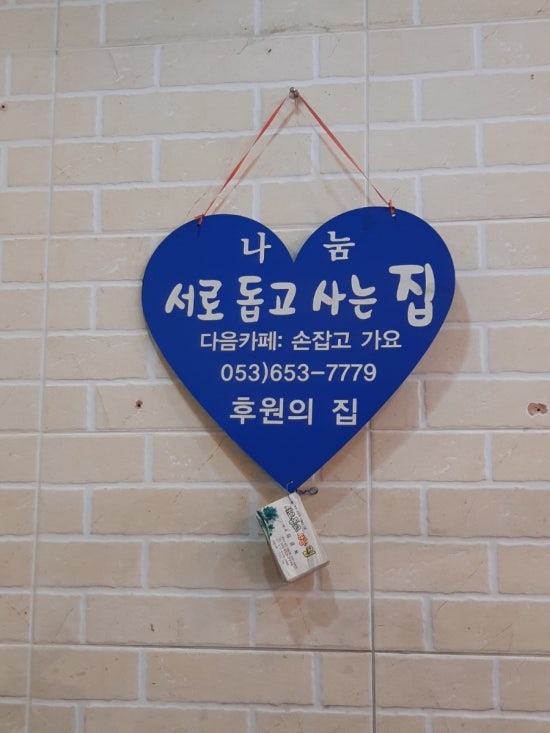 나 눔
서로 돕고 사는 집
다음카페: 손잡고 가요
053)653-7779
후원의 집